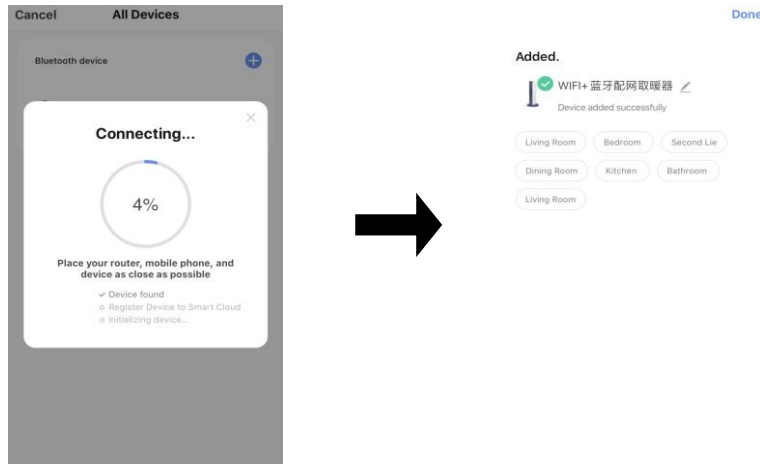 Cancel
All Devices
Bluetooth device
Connecting...
4%
Place your router, mobile phone, and
device as close as possible
Device found
Register Device to Smart Cloud
Initializing device...
Done
Added.
WIFI+蓝牙配网取暖器
Device added successfully
Living Room
Bedroom
Second Lie
Dining Room
Kitchen
Bathroom
Living Room